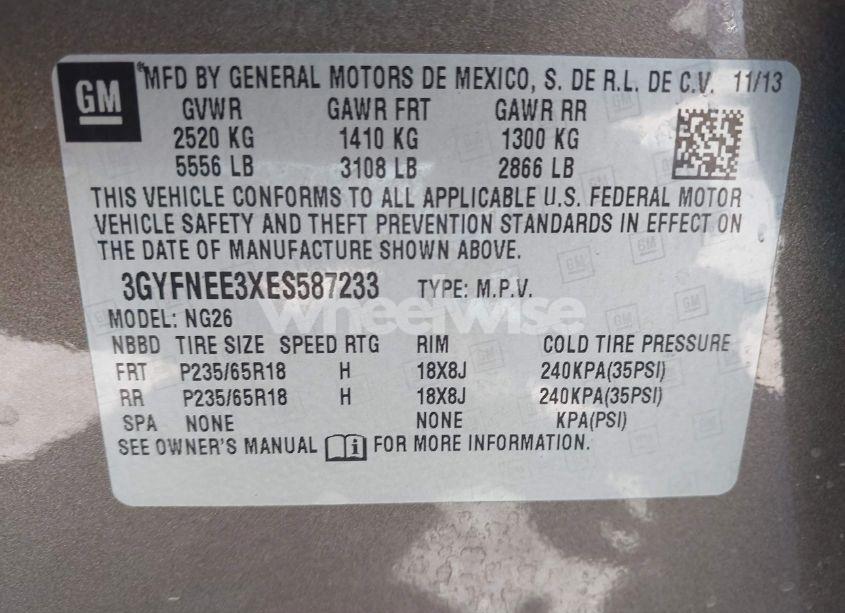 GM MFD BY GENERAL MOTORS DE MEXICO, S. DE R.L. DE C.V. 11/13
GVWR GAWR FRT GAWR RR
2520 KG 1410 KG 1300 KG
5556 LB 3108 LB 2866 LB
THIS VEHICLE CONFORMS TO ALL APPLICABLE U.S. FEDERAL MOTOR
VEHICLE SAFETY AND THEFT PREVENTION STANDARDS IN EFFECT ON
THE DATE OF MANUFACTURE SHOWN ABOVE.
3GYFNEE3XES587233 TYPE: M.P.V.
wheelwise
MODEL: NG26
NBBD TIRE SIZE SPEED RTG RIM COLD TIRE PRESSURE
FRT P235/65R18 H 18X8J 240KPA(35PSI)
RR P235/65R18 H 18X8J 240KPA(35PSI)
SPA NONE NONE KPA(PSI)
SEE OWNER'S MANUAL i FOR MORE INFORMATION.